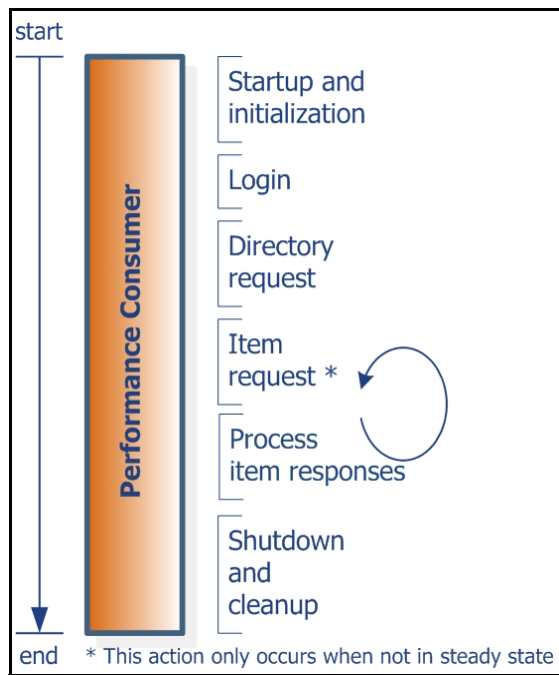 start
Performance Consumer
Startup and
initialization
Login
Directory
request
Item
request *
Process
item responses
Shutdown
and
cleanup
end
* This action only occurs when not in steady state